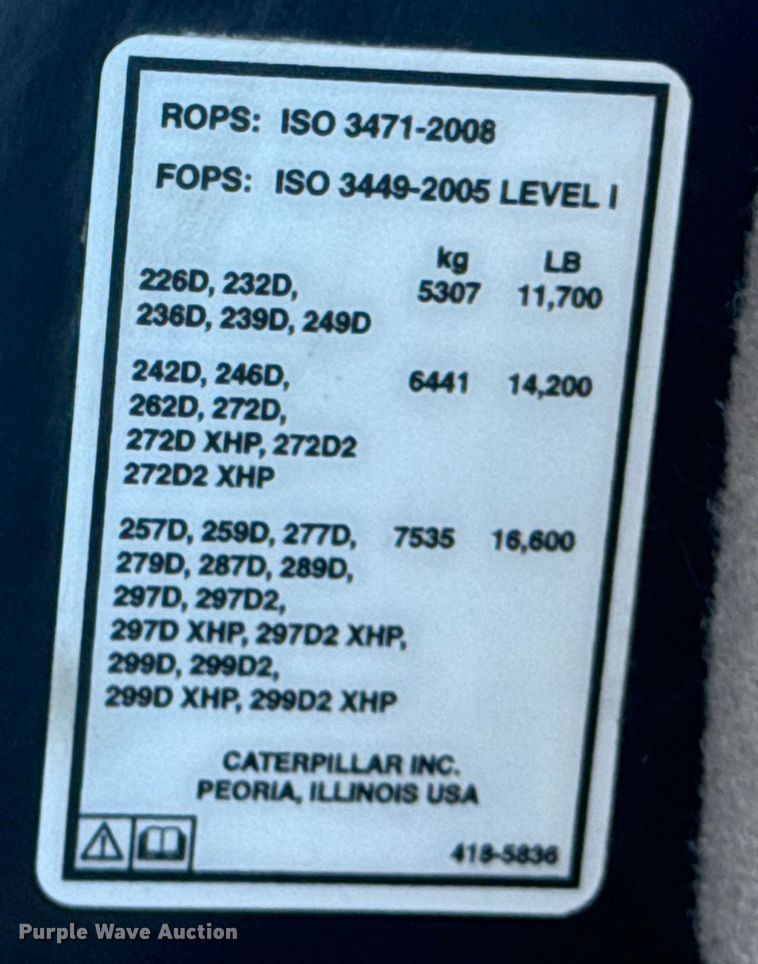 ROPS: ISO 3471-2008
FOPS: ISO 3449-2005 LEVEL I
kg LB
226D, 232D, 5307 11,700
236D, 239D, 249D
242D, 246D, 6441 14,200
262D, 272D,
272D XHP, 272D2
272D2 XHP
257D, 259D, 277D, 7535 16,600
279D, 287D, 289D,
297D, 297D2,
297D XHP, 297D2 XHP,
299D, 299D2,
299D XHP, 299D2 XHP
CATERPILLAR INC.
PEORIA, ILLINOIS USA
418-5836
Purple Wave Auction